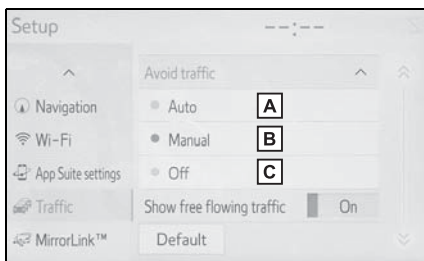 Setup
--:--
Avoid traffic
Navigation
Auto
A
Wi-Fi
Manual
B
App Suite settings
Off
C
Traffic
Show free flowing traffic
On
MirrorLink™
Default